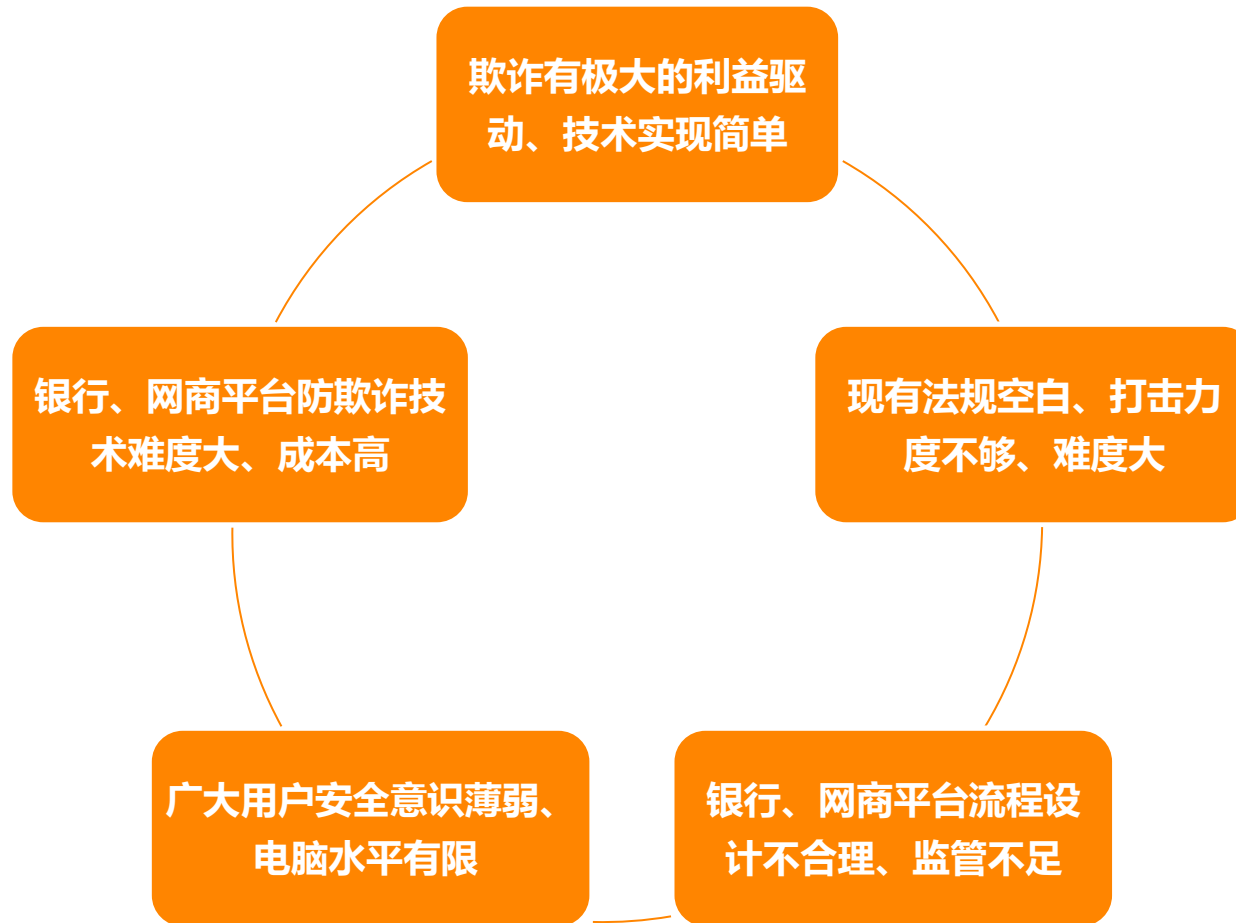 欺诈有极大的利益驱
动、技术实现简单
银行、网商平台防欺诈技
术难度大、成本高
现有法规空白、打击力
度不够、难度大
广大用户安全意识薄弱、
电脑水平有限
银行、网商平台流程设
计不合理、监管不足